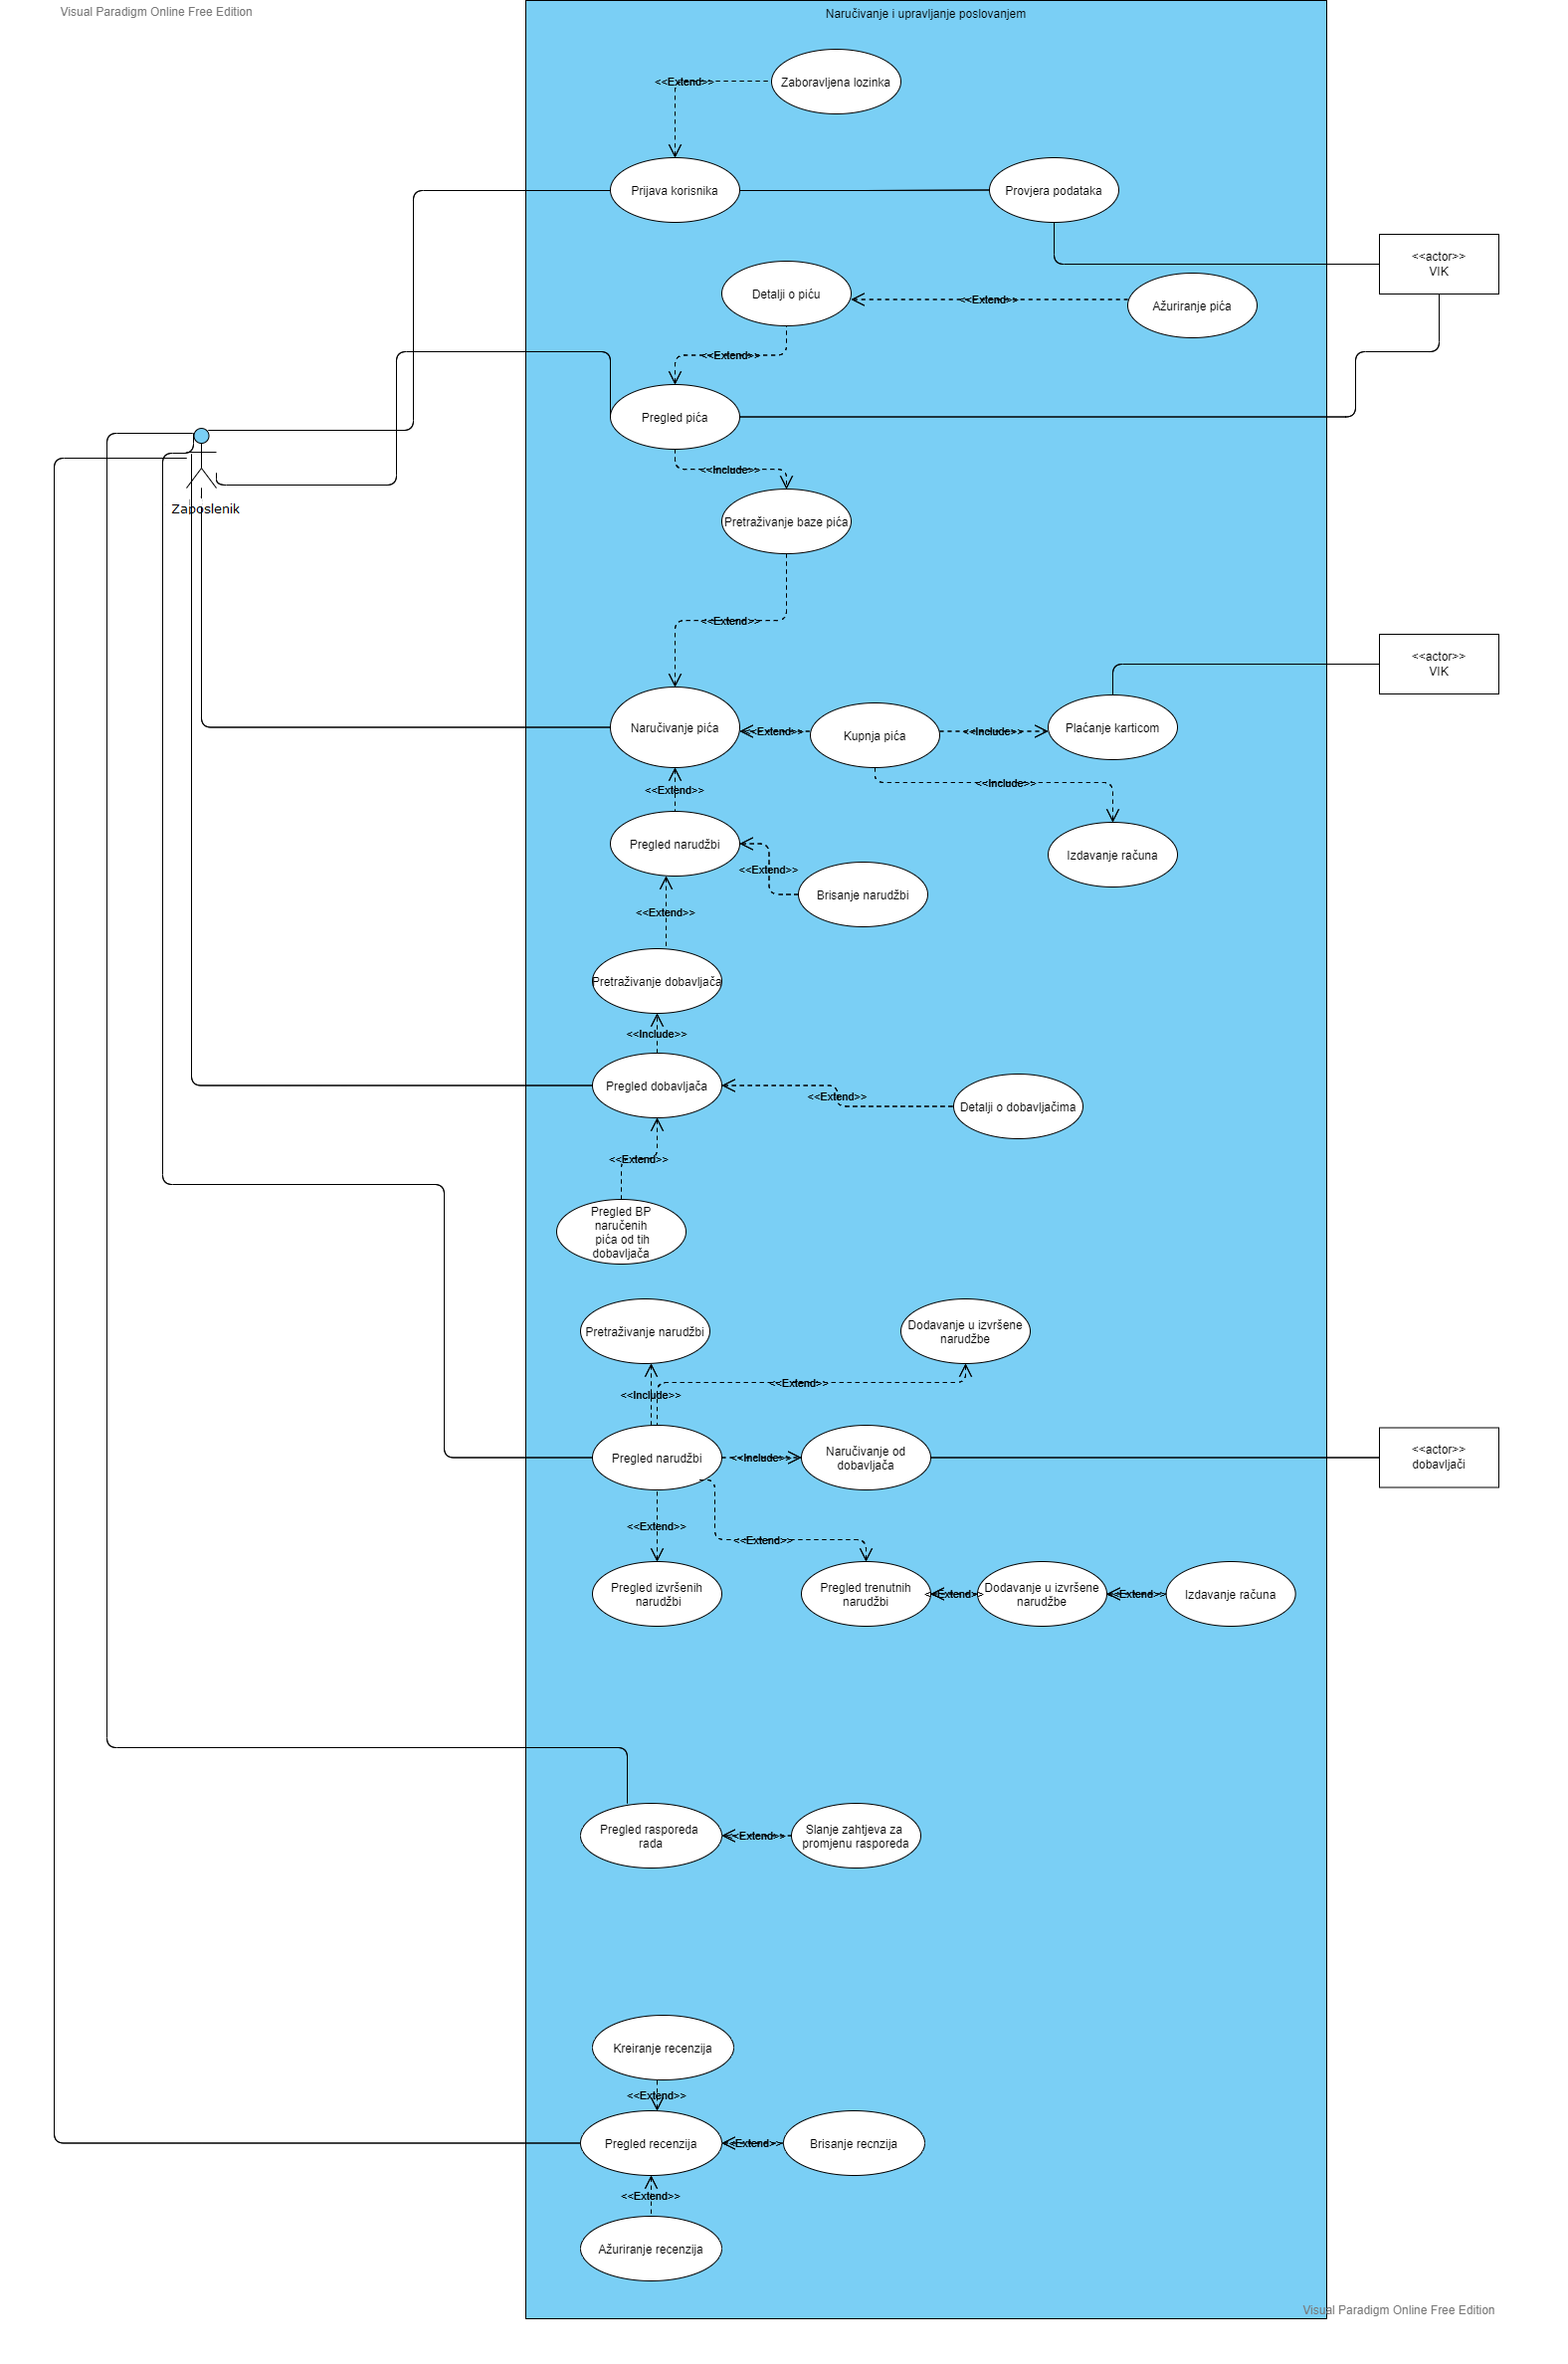 Visual Paradigm Online Free Edition
Naručivanje i upravljanje poslovanjem
<<Extend>>
Zaboravljena lozinka
Prijava korisnika
Provjera podataka
<<actor>>
VIK
Detalji o piću
<<Extend>>
Ažuriranje pića
<<Extend>>
Pregled pića
Zaposlenik
<<Include>>
Pretraživanje baze pića
<<Extend>>
<<actor>>
VIK
Naručivanje pića
<<Extend>>
Kupnja pića
<<Include>>
Plaćanje karticom
<<Extend>>
<<Include>>
Pregled narudžbi
<<Extend>>
Brisanje narudžbi
Izdavanje računa
<<Extend>>
Pretraživanje dobavljača
<<Include>>
Pregled dobavljača
<<Extend>>
Detalji o dobavljačima
<<Extend>>
Pregled BP
naručenih
pića od tih
dobavljača
Pretraživanje narudžbi
Dodavanje u izvršene
narudžbe
<<Extend>>
<<Include>>
Pregled narudžbi
<<Include>>
Naručivanje od
dobavljača
<<actor>>
dobavljači
<<Extend>>
<<Extend>>
Pregled izvršenih
narudžbi
Pregled trenutnih
narudžbi
<<Extend>>
Dodavanje u izvršene
narudžbe
<<Extend>>
Izdavanje računa
Pregled rasporeda
rada
<<Extend>>
Slanje zahtjeva za
promjenu rasporeda
Kreiranje recenzija
<<Extend>>
Pregled recenzija
<<Extend>>
Brisanje recnzija
<<Extend>>
Ažuriranje recenzija
Visual Paradigm Online Free Edition